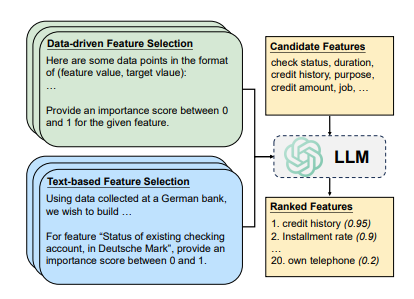 Data-driven Feature Selection
Here are some data points in the format
of (feature value, target vlaue):
...
Provide an importance score between 0
and 1 for the given feature.
Text-based Feature Selection
Using data collected at a German bank,
we wish to build ...
For feature “Status of existing checking
account, in Deutsche Mark”, provide an
importance score between 0 and 1.
Candidate Features
check status, duration,
credit history, purpose,
credit amount, job, ...
LLM
Ranked Features
1. credit history (0.95)
2. Installment rate (0.9)
...
20. own telephone (0.2)